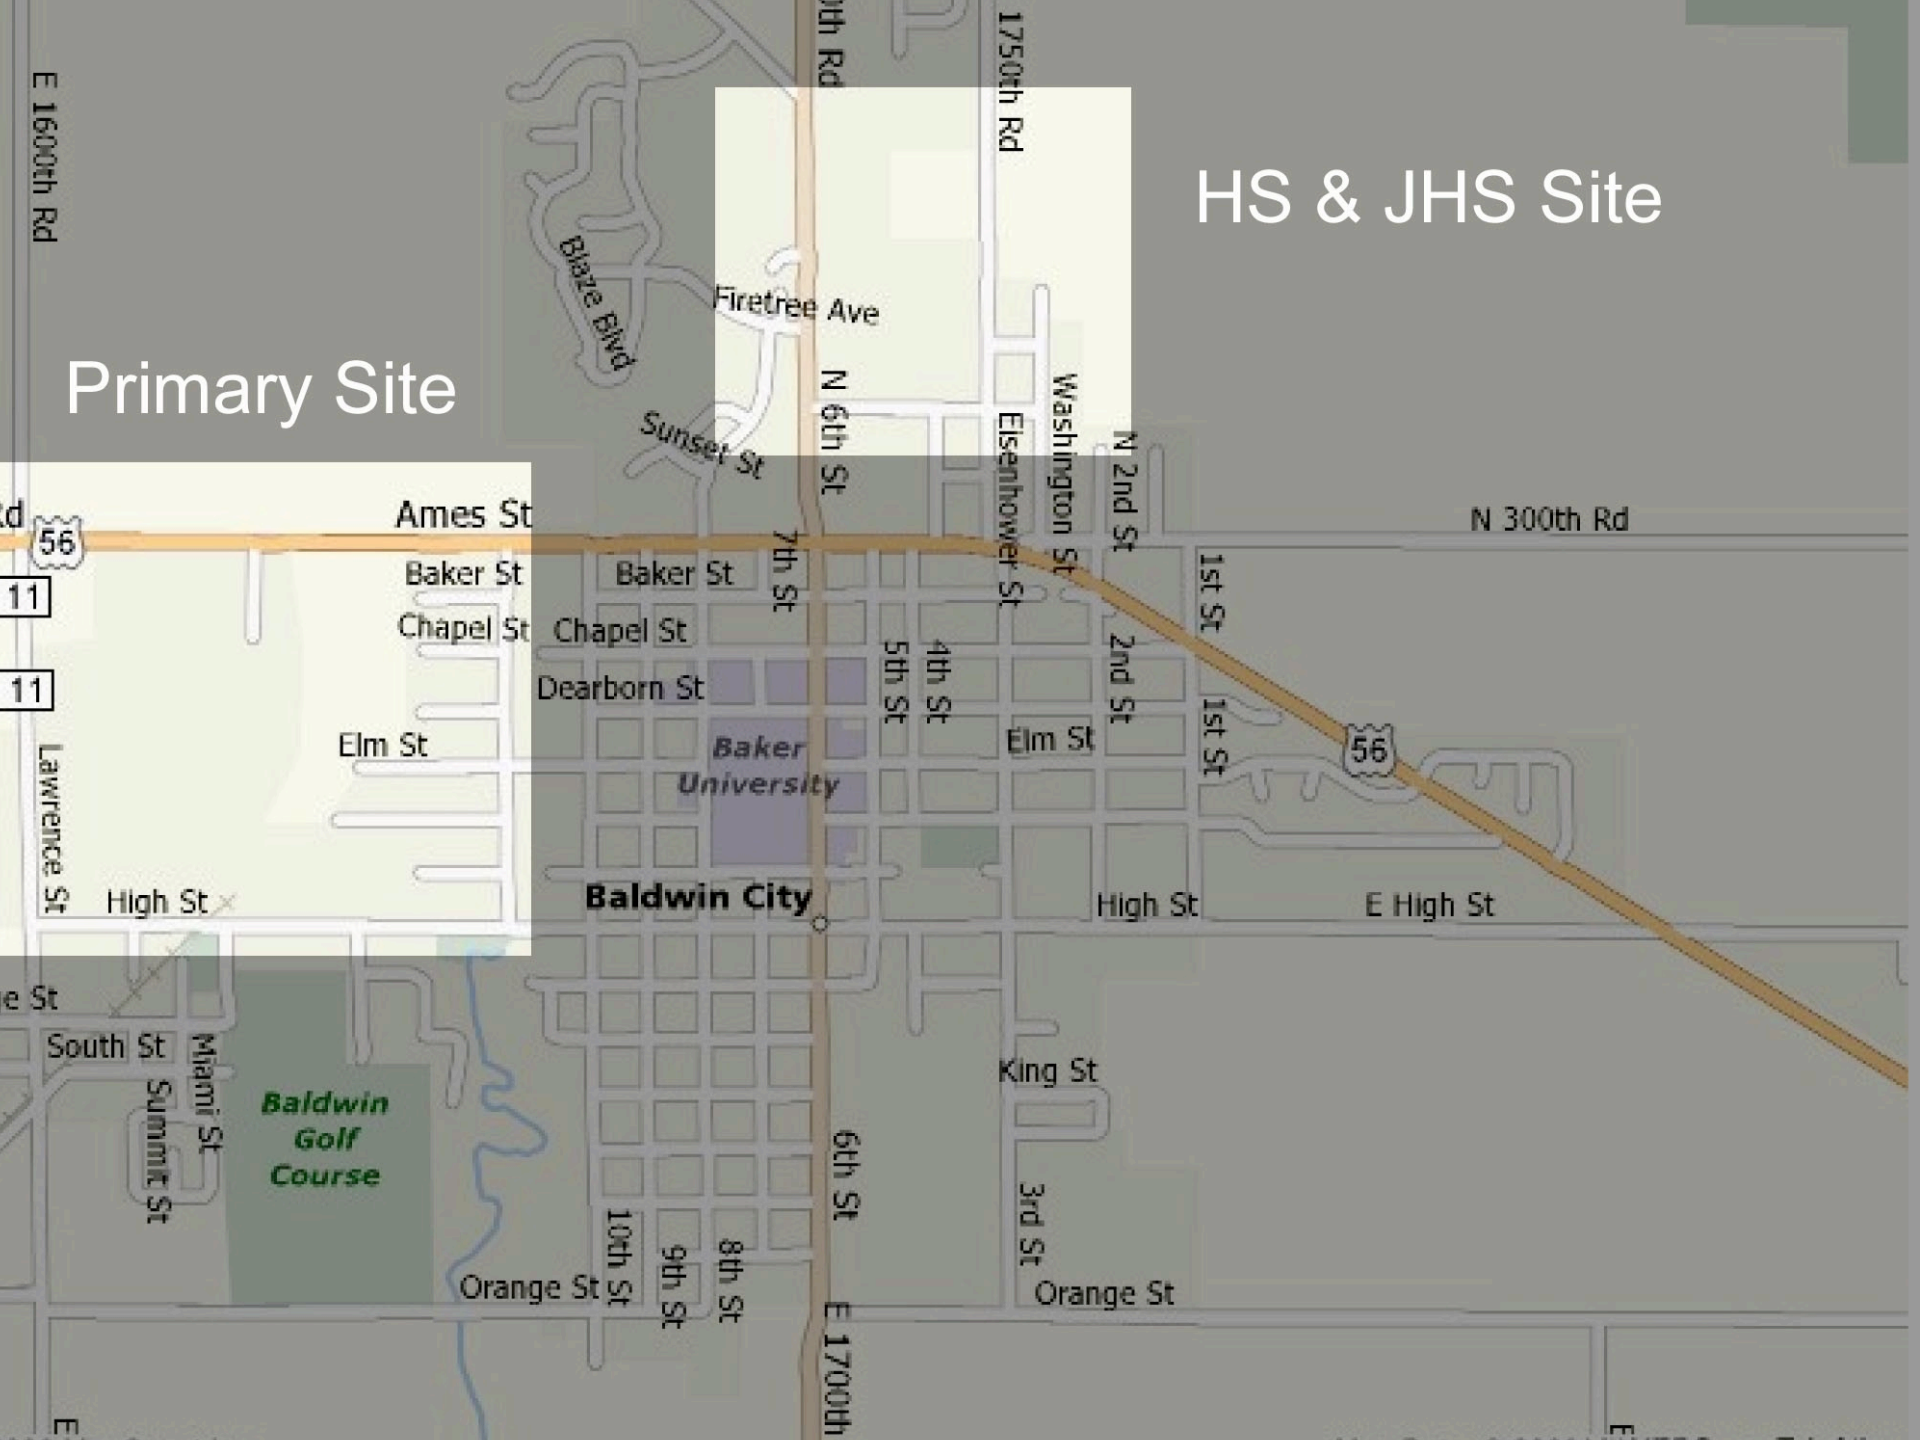 0th Rd
1750th Rd
E 1600th Rd
HS & JHS Site
Blaze Blvd
Firetree Ave
Primary Site
N 6th St
Sunset St
Eisenhower St
Washington St
N 2nd St
Rd
56
Ames St
N 300th Rd
7th St
Baker St
Baker St
1st St
11
Chapel St
Chapel St
5th St
4th St
2nd St
11
Dearborn St
1st St
Elm St
Baker
University
Elm St
56
Lawrence St
High St
Baldwin City
High St
E High St
e St
South St
Miami St
Summit St
King St
Baldwin
Golf
Course
6th St
3rd St
10th St
9th St
8th St
Orange St
Orange St
E 1700th
E
E